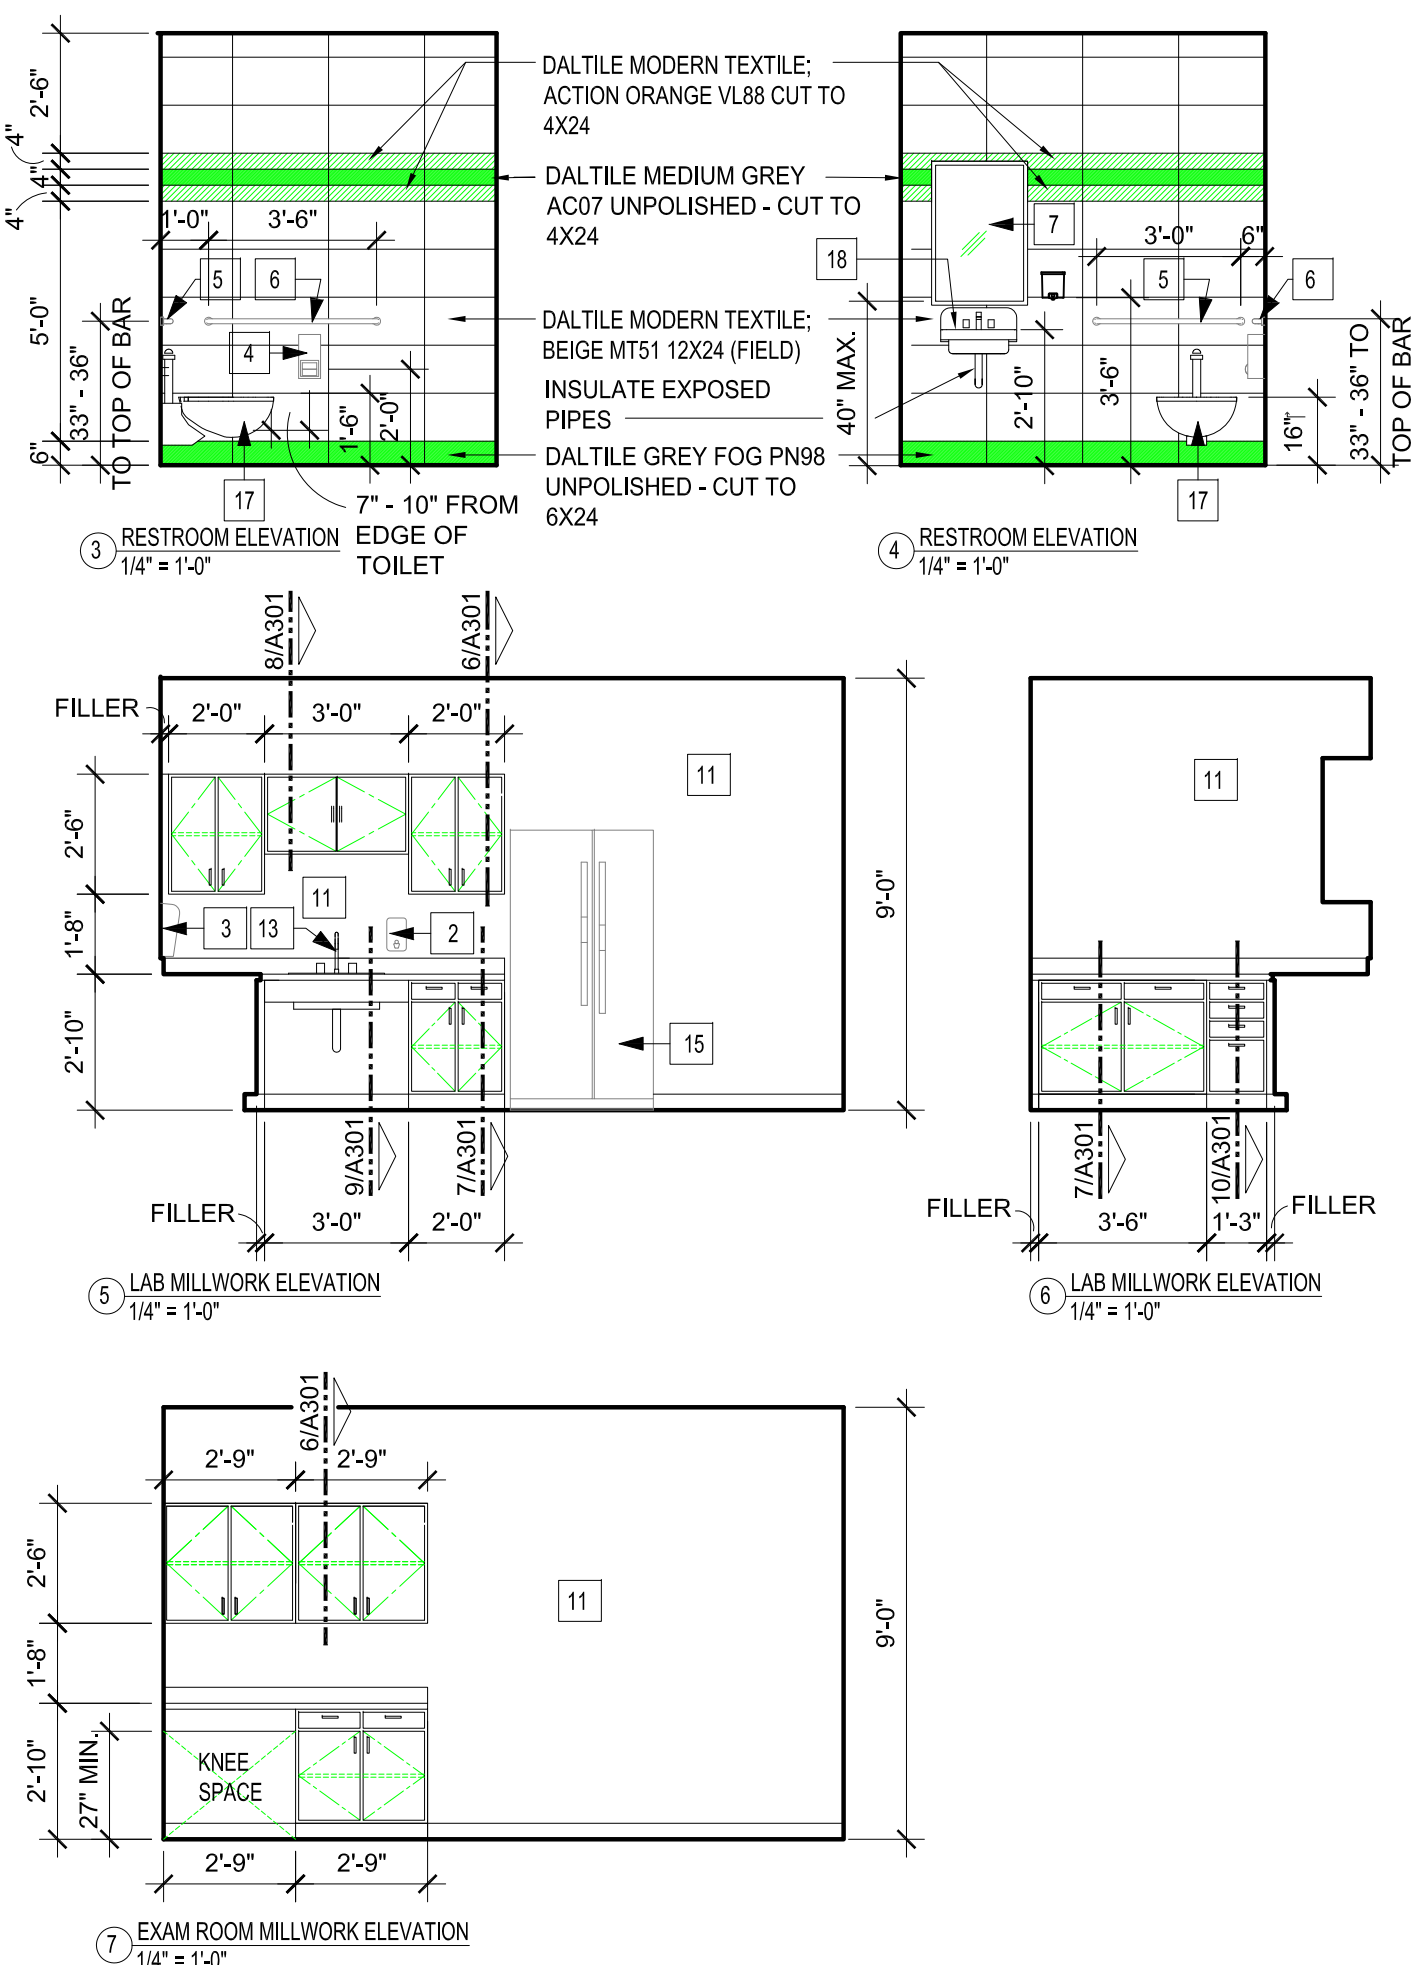 2'-6"
4"
4"
4"
5'-0"
6"
33" - 36"
TO TOP OF BAR
1'-0"
3'-6"
5
6
4
1'-6"
2'-0"
17
7" - 10" FROM
EDGE OF
TOILET
3
RESTROOM ELEVATION
1/4" = 1'-0"
DALTILE MODERN TEXTILE;
ACTION ORANGE VL88 CUT TO
4X24
DALTILE MEDIUM GREY
AC07 UNPOLISHED - CUT TO
4X24
DALTILE MODERN TEXTILE;
BEIGE MT51 12X24 (FIELD)
INSULATE EXPOSED
PIPES
DALTILE GREY FOG PN98
UNPOLISHED - CUT TO
6X24
7
18
3'-0"
6"
5
6
40" MAX.
2'-10"
3'-6"
16"
33" - 36" TO
TOP OF BAR
17
4
RESTROOM ELEVATION
1/4" = 1'-0"
8/A301
6/A301
FILLER
2'-0"
3'-0"
2'-0"
11
2'-6"
1'-8"
2'-10"
11
3
13
2
15
9'-0"
9/A301
7/A301
FILLER
3'-0"
2'-0"
5
LAB MILLWORK ELEVATION
1/4" = 1'-0"
11
7/A301
10/A301
FILLER
3'-6"
1'-3"
FILLER
6
LAB MILLWORK ELEVATION
1/4" = 1'-0"
6/A301
2'-9"
2'-9"
2'-6"
1'-8"
2'-10"
27" MIN.
11
9'-0"
KNEE
SPACE
2'-9"
2'-9"
7
EXAM ROOM MILLWORK ELEVATION
1/4" = 1'-0"